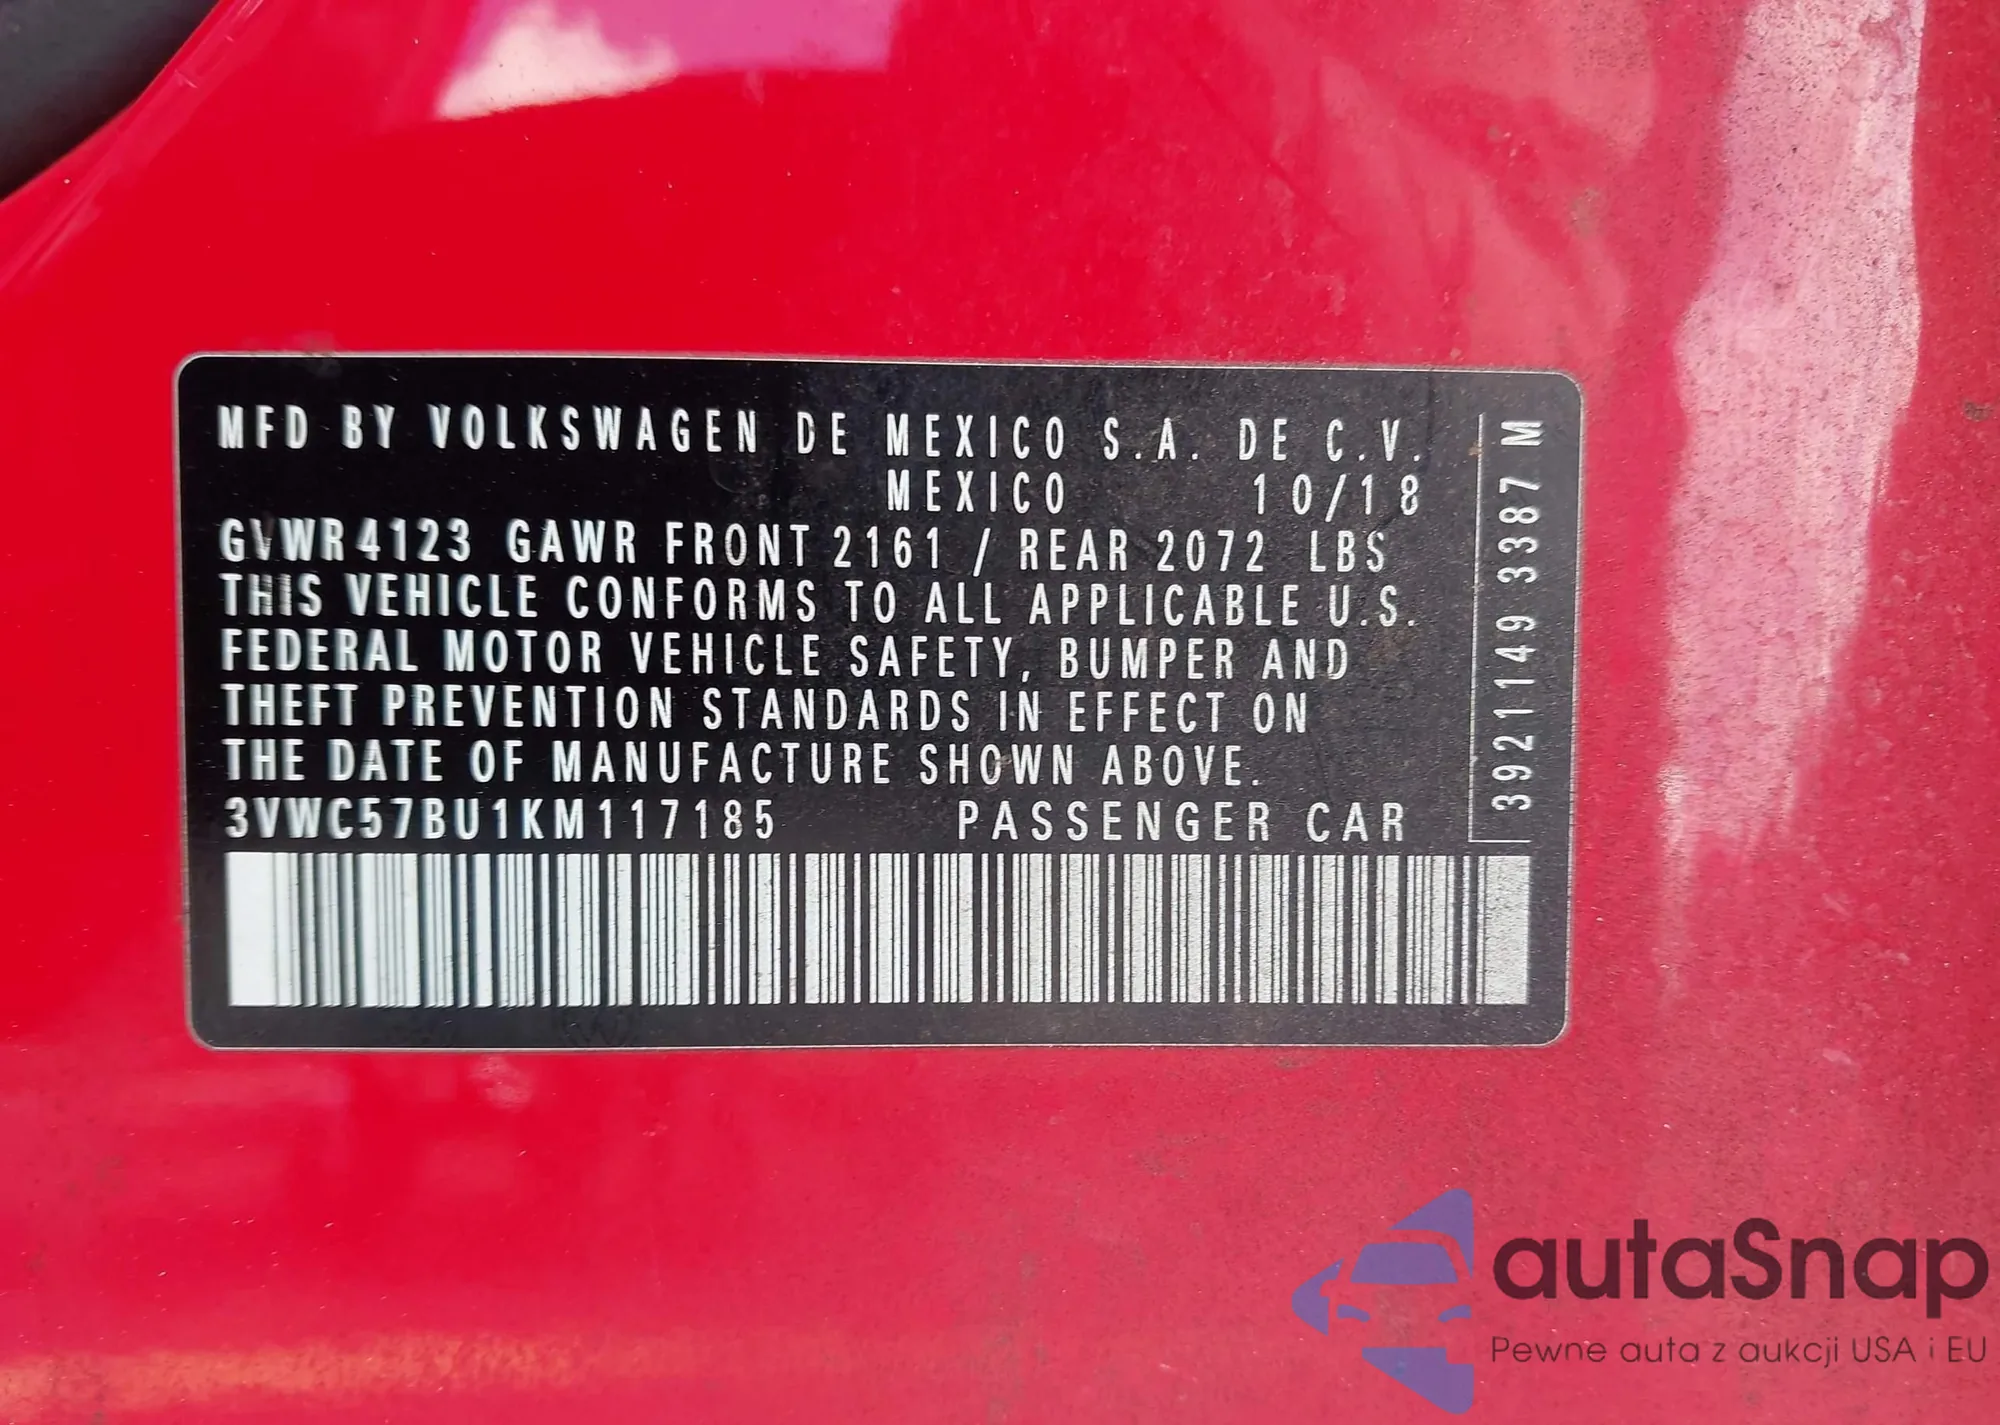 MFD BY VOLKSWAGEN DE MEXICO S.A. DE C.V.
MEXICO 10/18
GVWR 4123 GAWR FRONT 2161 / REAR 2072 LBS
THIS VEHICLE CONFORMS TO ALL APPLICABLE U.S.
FEDERAL MOTOR VEHICLE SAFETY, BUMPER AND
THEFT PREVENTION STANDARDS IN EFFECT ON
THE DATE OF MANUFACTURE SHOWN ABOVE.
3VWC57BU1KM117185 PASSENGER CAR
3921149 3387 M
autaSnap
Pewne auta z aukcji USA i EU